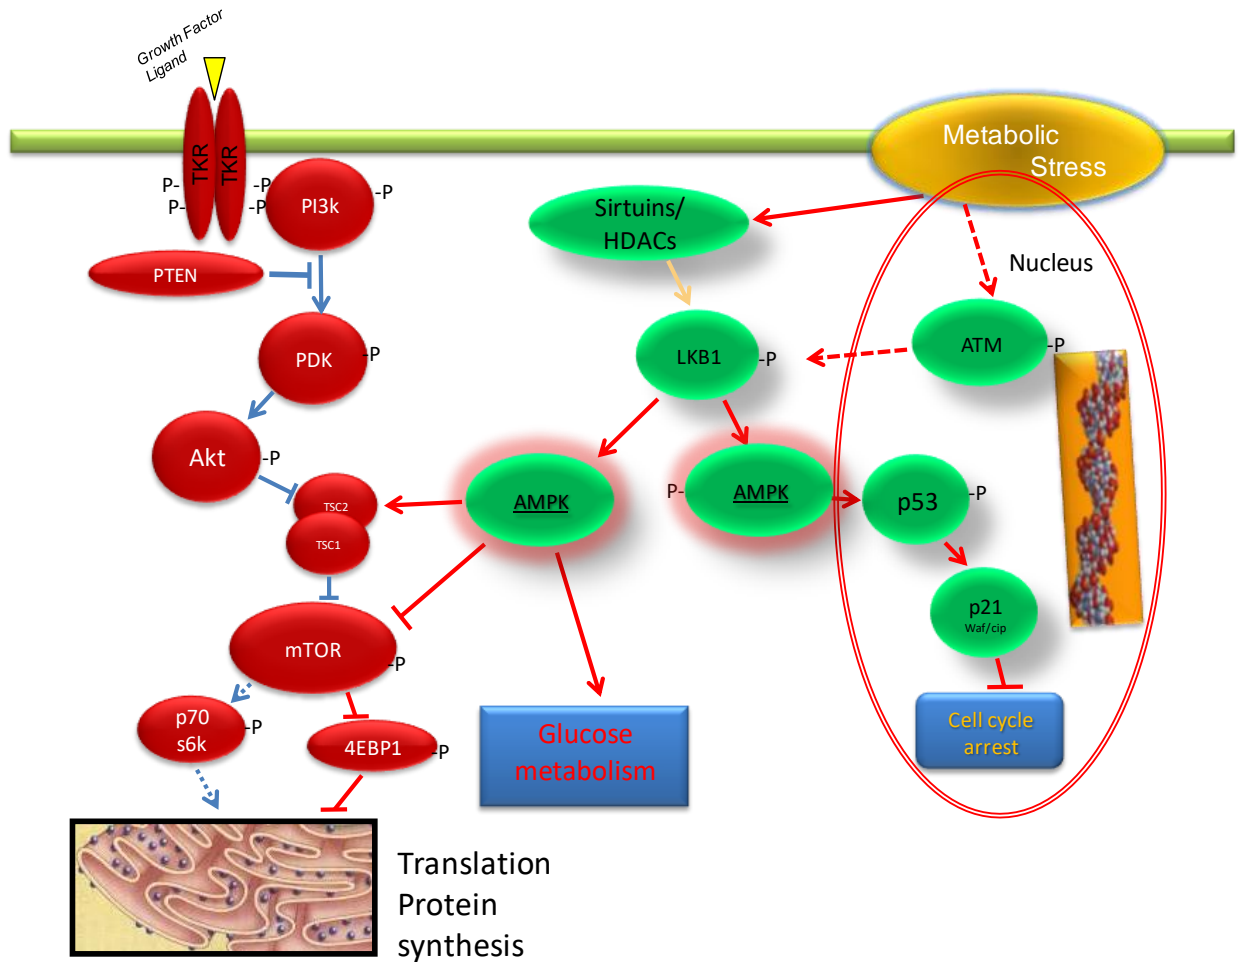 Growth Factor
Ligand
TKR
TKR
P-
P-
-P
-P
PI3k
-P
PTEN
PDK
-P
Akt
-P
TSC2
TSC1
mTOR
-P
p70
s6k
-P
4EBP1
-P
Translation
Protein
synthesis
Metabolic
Stress
Sirtuins/
HDACs
Nucleus
LKB1
-P
ATM
-P
AMPK
P-
AMPK
p53
-P
p21
Waf/cip
Glucose
metabolism
Cell cycle
arrest